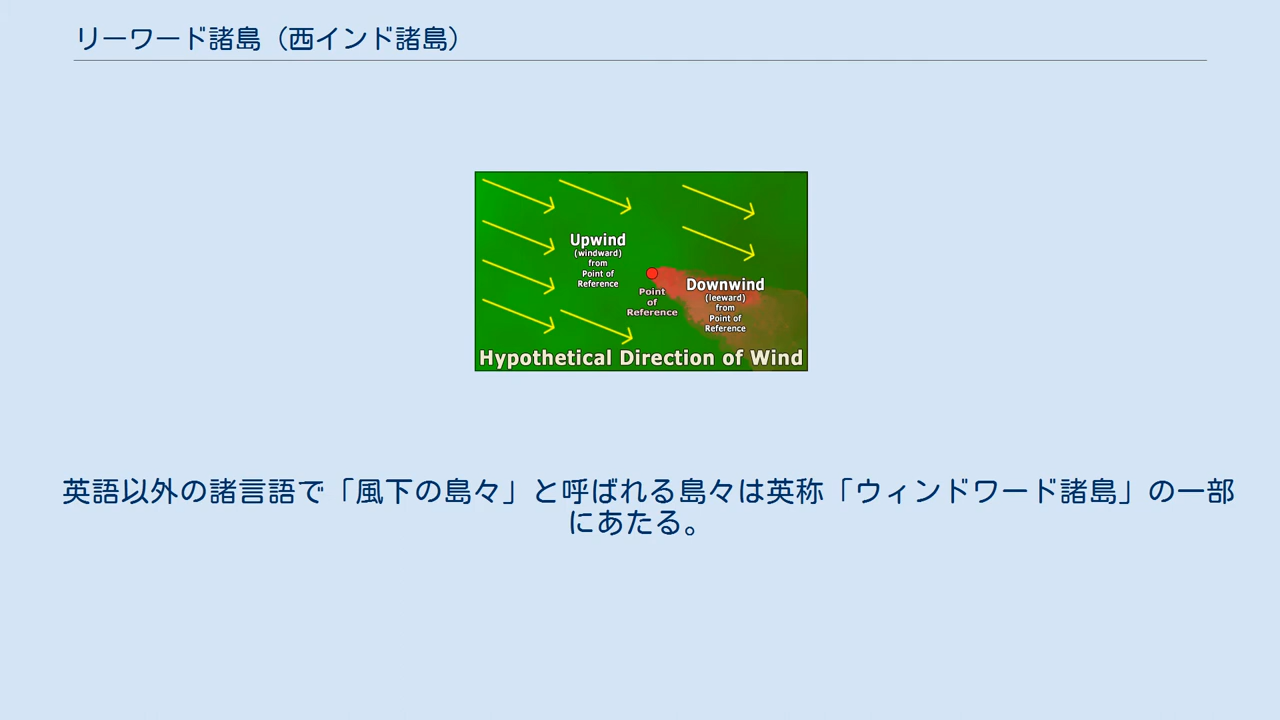 リーワード諸島（西インド諸島）
Upwind
(windward)
from
Point of
Reference
Point
of
Reference
Downwind
(leeward)
from
Point of
Reference
Hypothetical Direction of Wind
英語以外の諸言語で「風下の島々」と呼ばれる島々は英称「ウィンドワード諸島」の一部
にあたる。